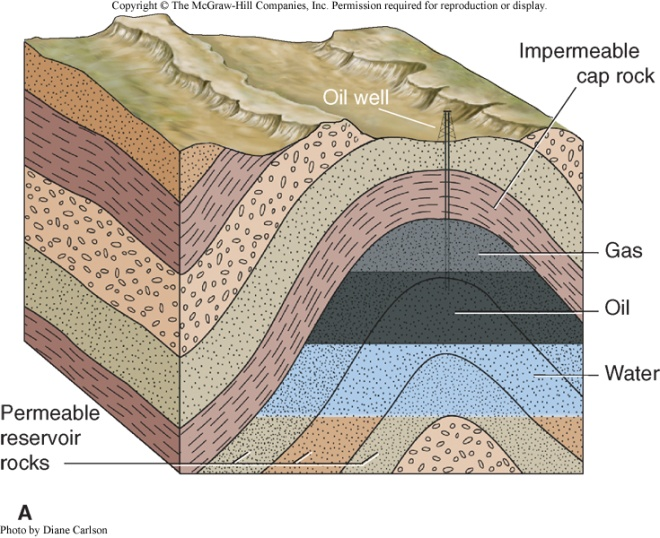 Copyright © The McGraw-Hill Companies, Inc. Permission required for reproduction or display.
Impermeable
cap rock
Oil well
Gas
Oil
Water
Permeable
reservoir
rocks
A
Photo by Diane Carlson